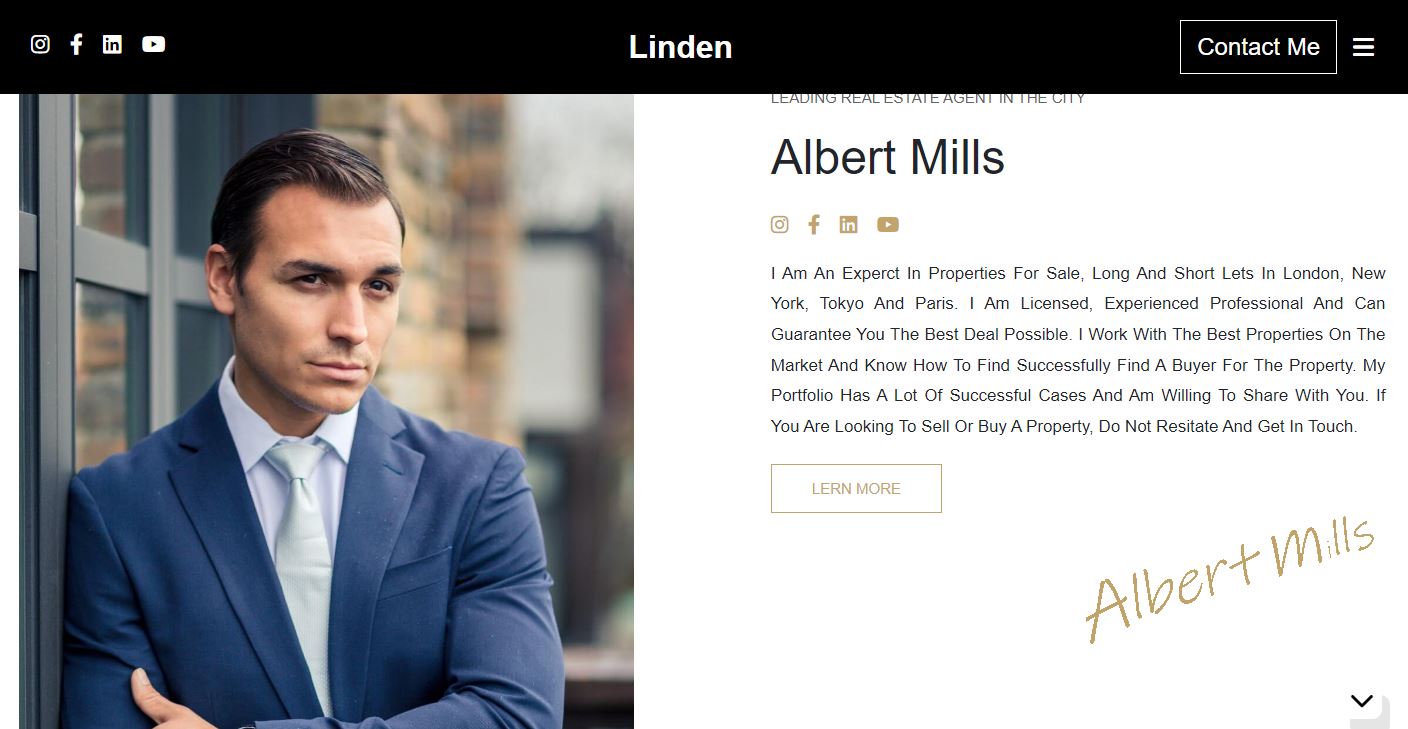 Linden
Contact Me
LEADING REAL ESTATE AGENT IN THE CITY
Albert Mills
I Am An Experct In Properties For Sale, Long And Short Lets In London, New
York, Tokyo And Paris. I Am Licensed, Experienced Professional And Can
Guarantee You The Best Deal Possible. I Work With The Best Properties On The
Market And Know How To Find Successfully Find A Buyer For The Property. My
Portfolio Has A Lot Of Successful Cases And Am Willing To Share With You. If
You Are Looking To Sell Or Buy A Property, Do Not Resitate And Get In Touch.
LERN MORE
Albert Mills